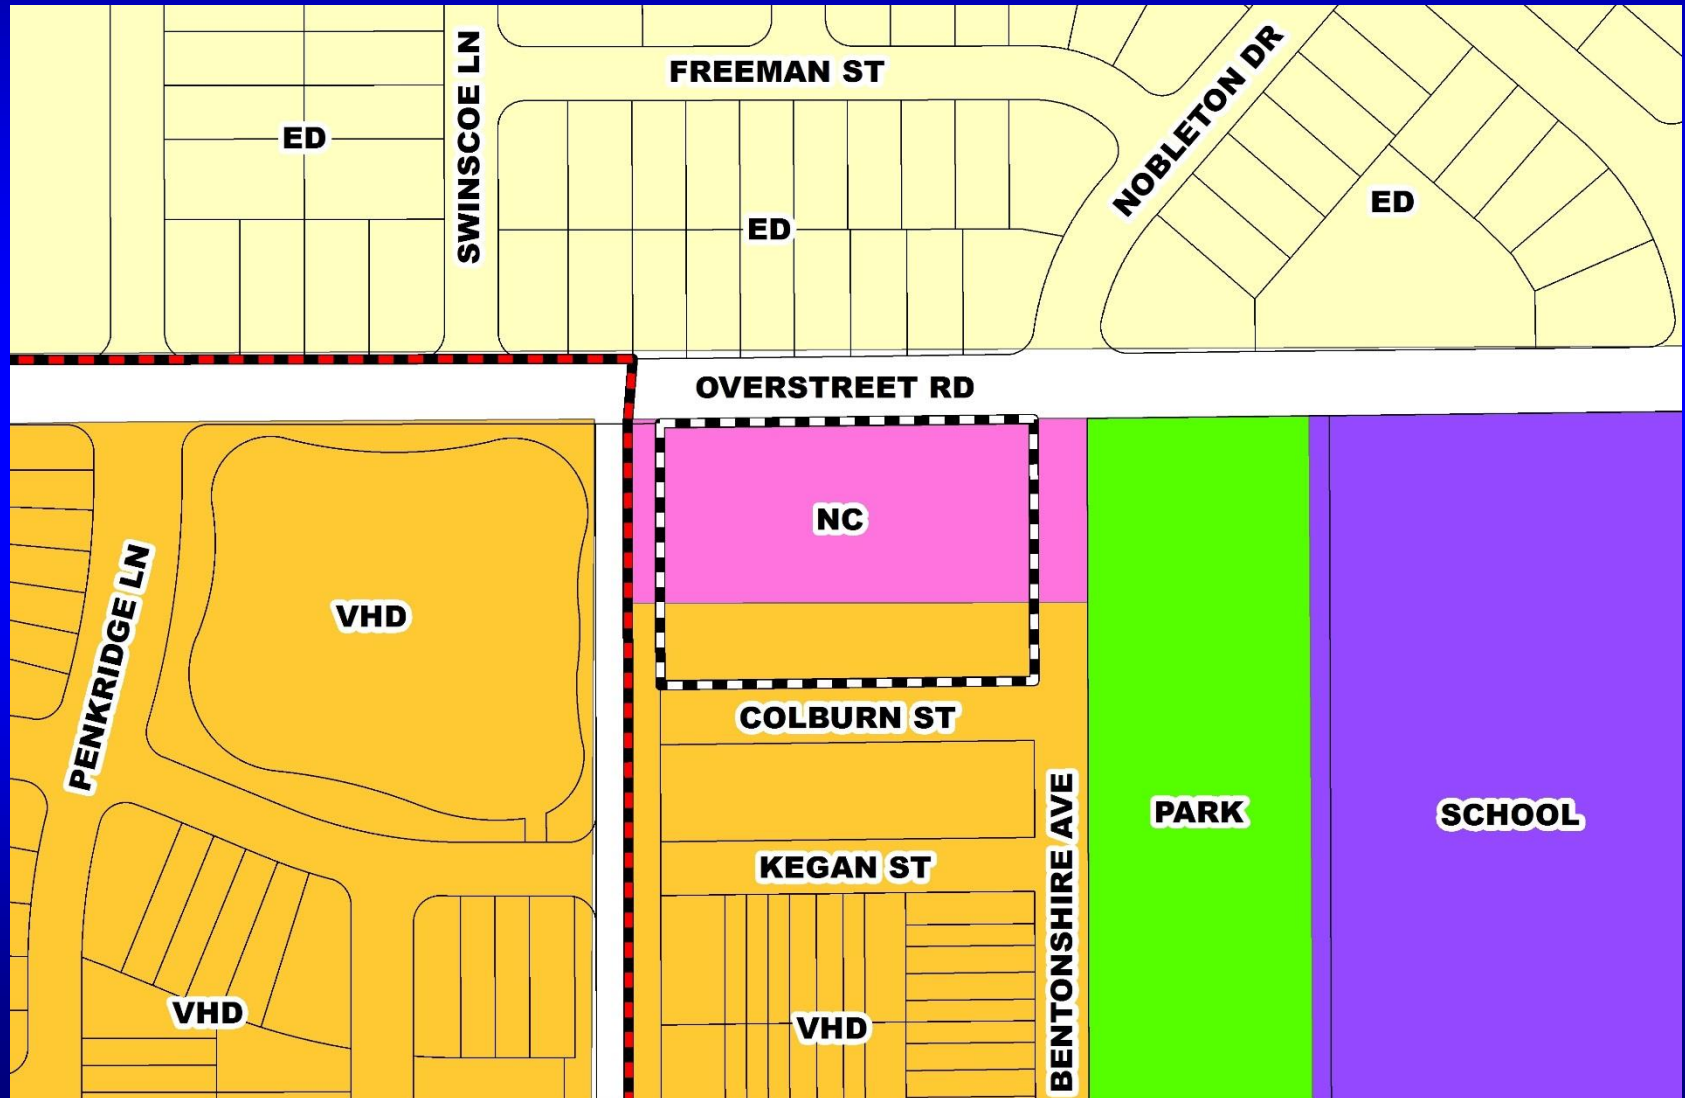 FREEMAN ST
SWINSCOE LN
NOBLETON DR
ED
ED
ED
OVERSTREET RD
NC
VHD
PENKRIDGE LN
COLBURN ST
PARK
SCHOOL
KEGAN ST
BENTONSHIRE AVE
VHD
VHD